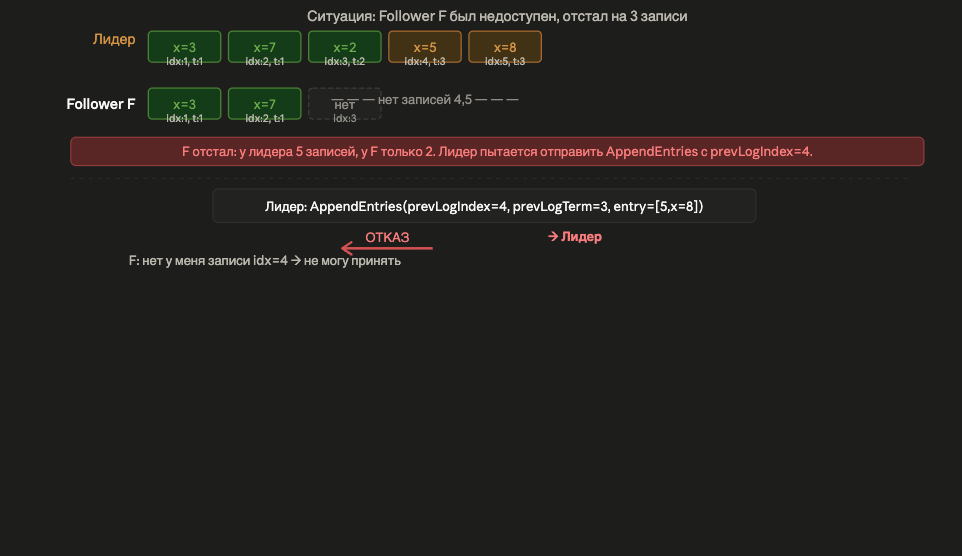 Ситуация: Follower F был недоступен, отстал на 3 записи
Лидер
x=3 x=7 x=2 x=5 x=8
idx:1, t:1 idx:2, t:1 idx:3, t:2 idx:4, t:3 idx:5, t:3
Follower F
x=3 x=7 нет — — — нет записей 4,5 — — —
idx:1, t:1 idx:2, t:1 idx:3
F отстал: у лидера 5 записей, у F только 2. Лидер пытается отправить AppendEntries с prevLogIndex=4.
Лидер: AppendEntries(prevLogIndex=4, prevLogTerm=3, entry=[5,x=8])
ОТКАЗ → Лидер
F: нет у меня записи idx=4 → не могу принять